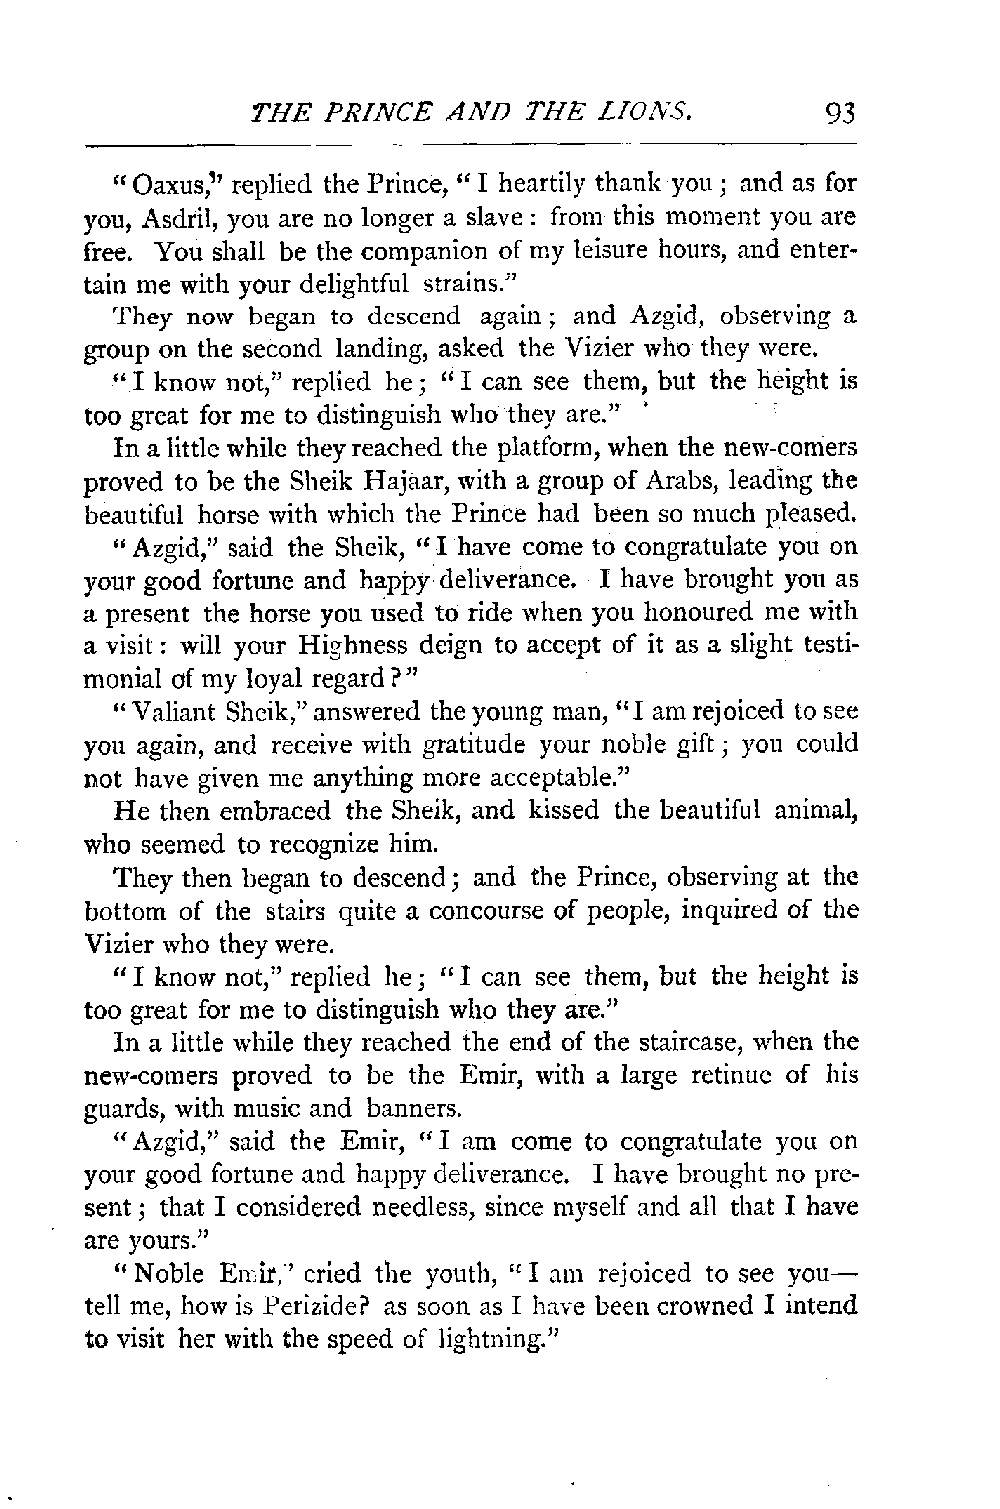 THE PRINCE AND THE LIONS. 93
"Oaxus," replied the Prince, "I heartily thank you; and as for
you, Asdril, you are no longer a slave: from this moment you are
free. You shall be the companion of my leisure hours, and enter-
tain me with your delightful strains."
They now began to descend again; and Azgid, observing a
group on the second landing, asked the Vizier who they were.
"I know not," replied he; "I can see them, but the height is
too great for me to distinguish who they are."
In a little while they reached the platform, when the new-comers
proved to be the Sheik Hajaar, with a group of Arabs, leading the
beautiful horse with which the Prince had been so much pleased.
"Azgid," said the Sheik, "I have come to congratulate you on
your good fortune and happy deliverance. I have brought you as
a present the horse you used to ride when you honoured me with
a visit: will your Highness deign to accept of it as a slight testi-
monial of my loyal regard?"
"Valiant Sheik," answered the young man, "I am rejoiced to see
you again, and receive with gratitude your noble gift; you could
not have given me anything more acceptable."
He then embraced the Sheik, and kissed the beautiful animal,
who seemed to recognize him.
They then began to descend; and the Prince, observing at the
bottom of the stairs quite a concourse of people, inquired of the
Vizier who they were.
"I know not," replied he; "I can see them, but the height is
too great for me to distinguish who they are."
In a little while they reached the end of the staircase, when the
new-comers proved to be the Emir, with a large retinue of his
guards, with music and banners.
"Azgid," said the Emir, "I am come to congratulate you on
your good fortune and happy deliverance. I have brought no pre-
sent; that I considered needless, since myself and all that I have
are yours."
"Noble Emir," cried the youth, "I am rejoiced to see you—
tell me, how is Perizide? as soon as I have been crowned I intend
to visit her with the speed of lightning."